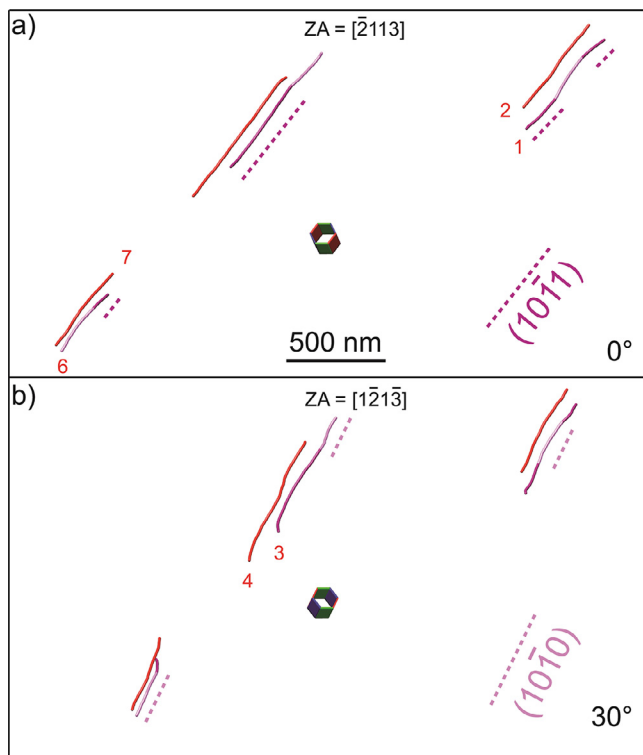 a)
ZA = [2̄113]
2
1
7
(101̄1)
500 nm
0°
6
b)
ZA = [12̄13̄]
3
4
(101̄0)
30°